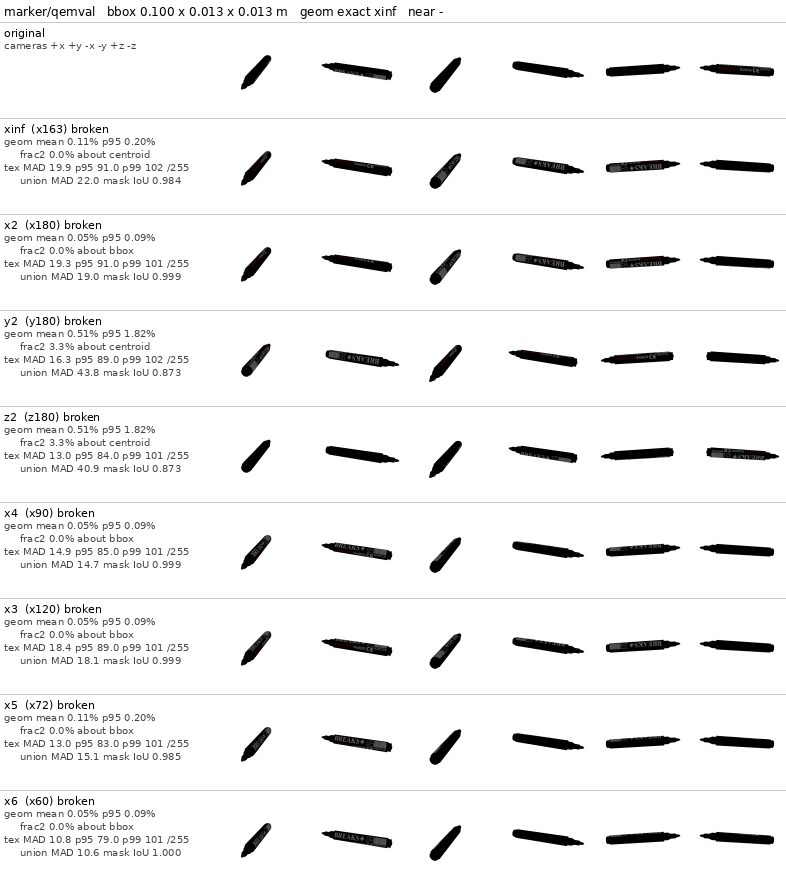 marker/qemval bbox 0.100 x 0.013 x 0.013 m geom exact xinf near -
original
cameras +x +y -x -y +z -z
xinf (x163) broken
geom mean 0.11% p95 0.20%
frac2 0.0% about centroid
tex MAD 19.9 p95 91.0 p99 102 /255
union MAD 22.0 mask IoU 0.984
x2 (x180) broken
geom mean 0.05% p95 0.09%
frac2 0.0% about bbox
tex MAD 19.3 p95 91.0 p99 101 /255
union MAD 19.0 mask IoU 0.999
y2 (y180) broken
geom mean 0.51% p95 1.82%
frac2 3.3% about centroid
tex MAD 16.3 p95 89.0 p99 102 /255
union MAD 43.8 mask IoU 0.873
z2 (z180) broken
geom mean 0.51% p95 1.82%
frac2 3.3% about centroid
tex MAD 13.0 p95 84.0 p99 101 /255
union MAD 40.9 mask IoU 0.873
x4 (x90) broken
geom mean 0.05% p95 0.09%
frac2 0.0% about bbox
tex MAD 14.9 p95 85.0 p99 101 /255
union MAD 14.7 mask IoU 0.999
BREAKS
x3 (x120) broken
geom mean 0.05% p95 0.09%
frac2 0.0% about bbox
tex MAD 18.4 p95 89.0 p99 101 /255
union MAD 18.1 mask IoU 0.999
x5 (x72) broken
geom mean 0.11% p95 0.20%
frac2 0.0% about bbox
tex MAD 13.0 p95 83.0 p99 101 /255
union MAD 15.1 mask IoU 0.985
BREAKS
x6 (x60) broken
geom mean 0.05% p95 0.09%
frac2 0.0% about bbox
tex MAD 10.8 p95 79.0 p99 101 /255
union MAD 10.6 mask IoU 1.000
BREAKS